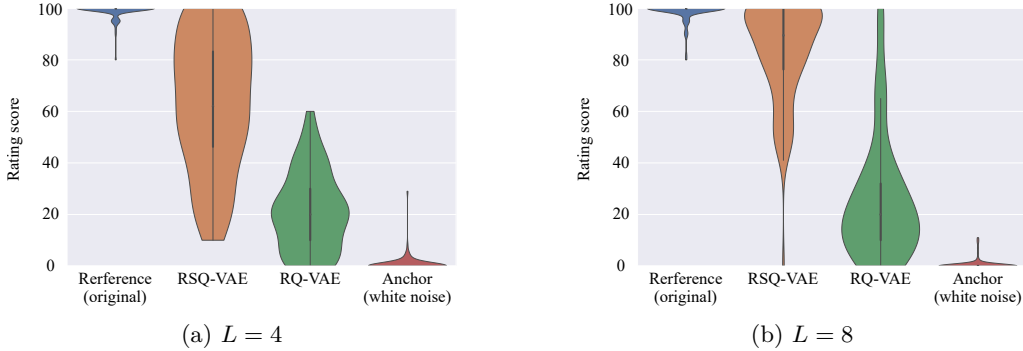 100
80
60
40
20
0
Rating score
Rerference
(original)
RSQ-VAE
RQ-VAE
Anchor
(white noise)
(a) L = 4
100
80
60
40
20
0
Rating score
Rerference
(original)
RSQ-VAE
RQ-VAE
Anchor
(white noise)
(b) L = 8